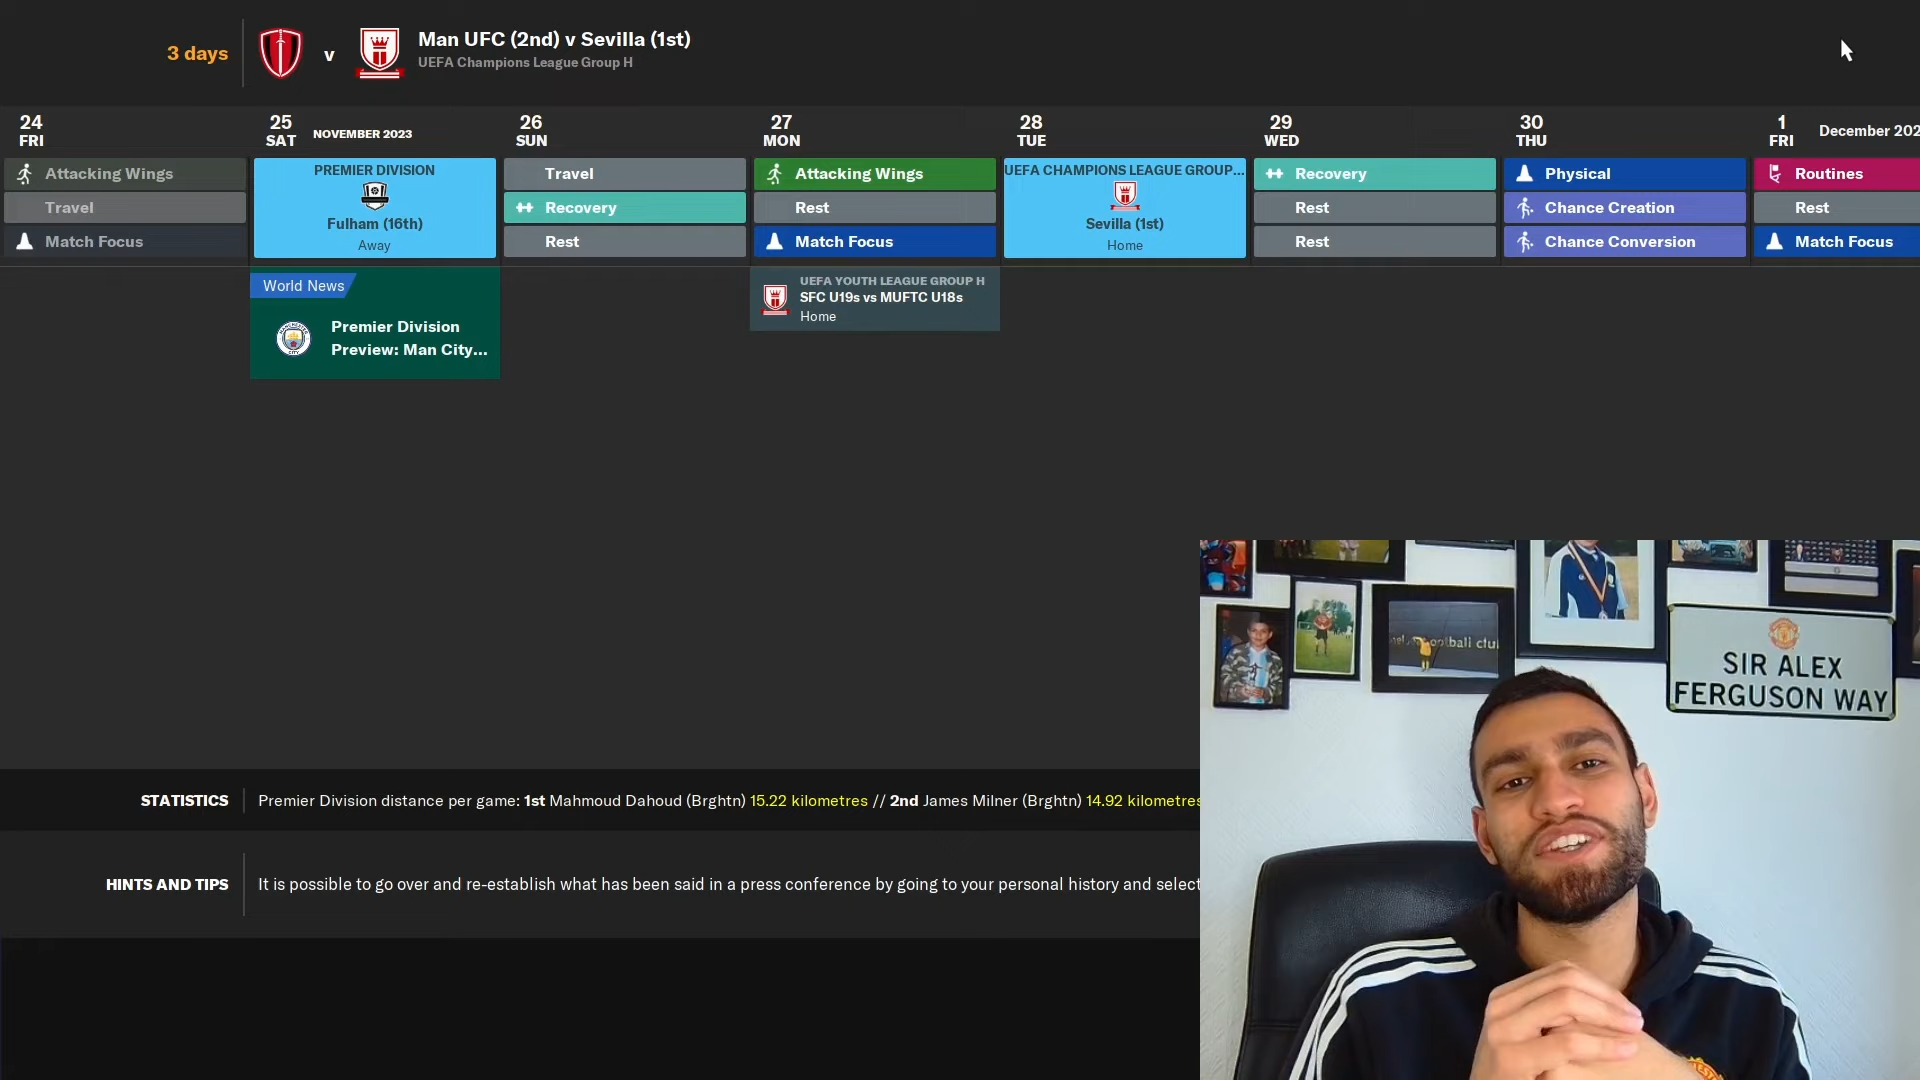 3 days
v
Man UFC (2nd) v Sevilla (1st)
UEFA Champions League Group H
24
FRI
25
SAT
NOVEMBER 2023
26
SUN
27
MON
28
TUE
29
WED
30
THU
1
FRI
December 202
Attacking Wings
Travel
Match Focus
PREMIER DIVISION
Fulham (16th)
Away
Travel
Recovery
Rest
Attacking Wings
Rest
Match Focus
UEFA CHAMPIONS LEAGUE GROUP...
Sevilla (1st)
Home
Recovery
Rest
Rest
Physical
Chance Creation
Chance Conversion
Routines
Rest
Match Focus
World News
Premier Division
Preview: Man City...
UEFA YOUTH LEAGUE GROUP H
SFC U19s vs MUFTC U18s
Home
STATISTICS
Premier Division distance per game: 1st Mahmoud Dahoud (Brghtn) 15.22 kilometres // 2nd James Milner (Brghtn) 14.92 kilometres
HINTS AND TIPS
It is possible to go over and re-establish what has been said in a press conference by going to your personal history and select
SIR ALEX
FERGUSON WAY